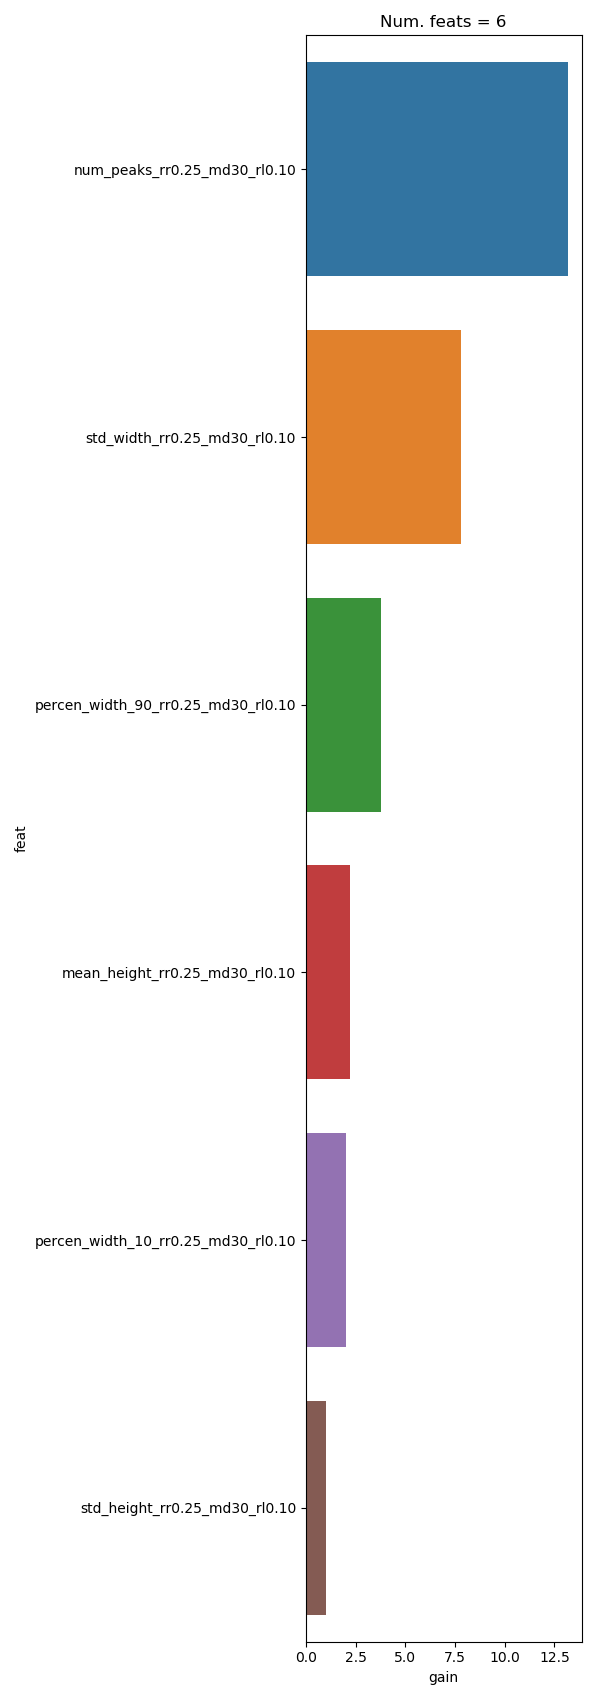 Num. feats = 6
num_peaks_rr0.25_md30_rl0.10
std_width_rr0.25_md30_rl0.10
percen_width_90_rr0.25_md30_rl0.10
feat
mean_height_rr0.25_md30_rl0.10
percen_width_10_rr0.25_md30_rl0.10
std_height_rr0.25_md30_rl0.10
0.0 2.5 5.0 7.5 10.0 12.5
gain